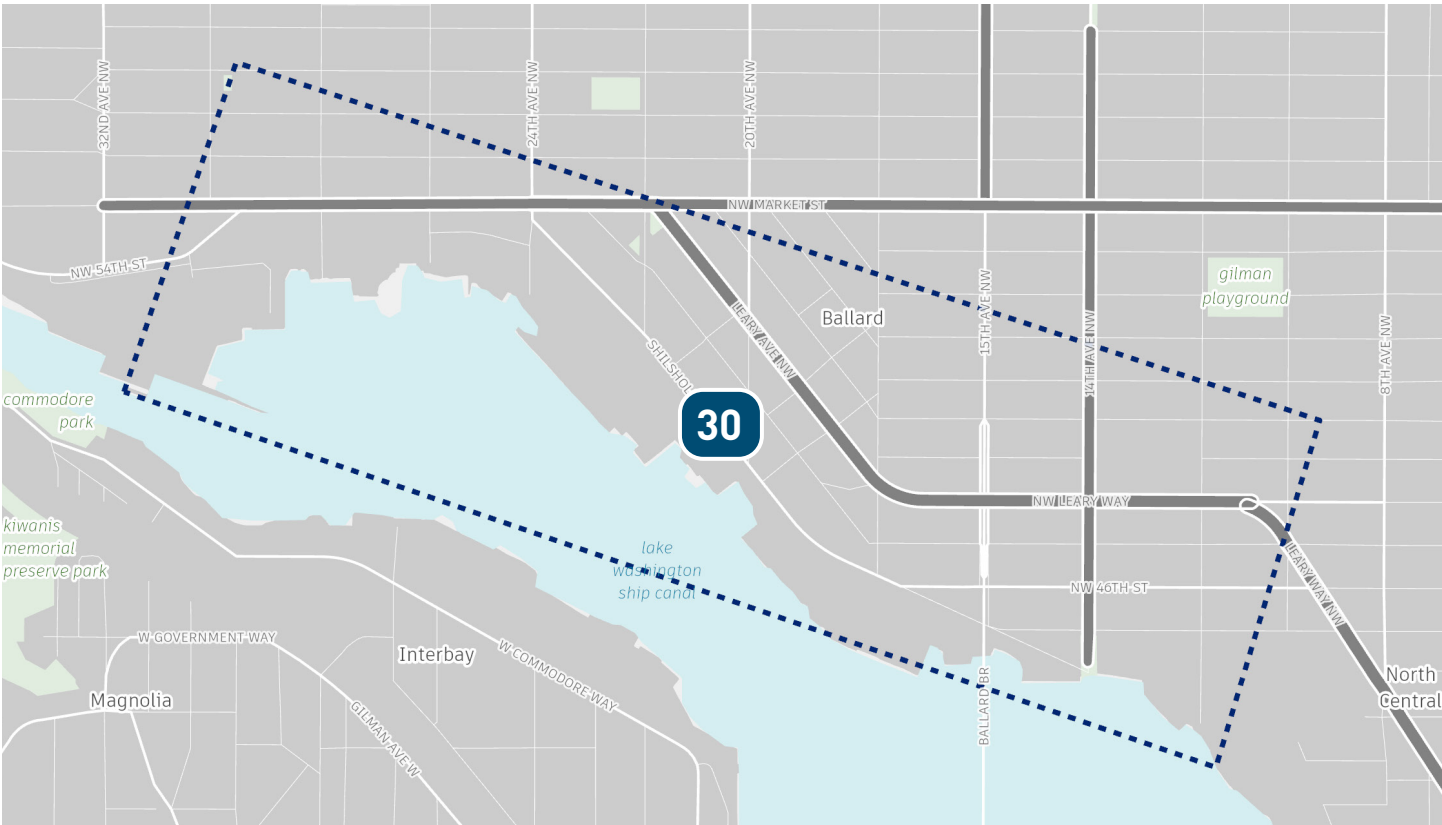 32ND AVE NW
24TH AVE NW
20TH AVE NW
NW MARKET ST
NW 54TH ST
15TH AVE NW
14TH AVE NW
gilman
playground
8TH AVE NW
Ballard
LEARY AVE NW
SHILSHOL
commodore
park
30
NW LEARY WAY
kiwanis
memorial
preserve park
lake
washington
ship canal
LEARY WAY NW
NW 46TH ST
W GOVERNMENT WAY
Interbay
W COMMODORE WAY
BALLARD BR
North
Central
Magnolia
GILMAN AVE W